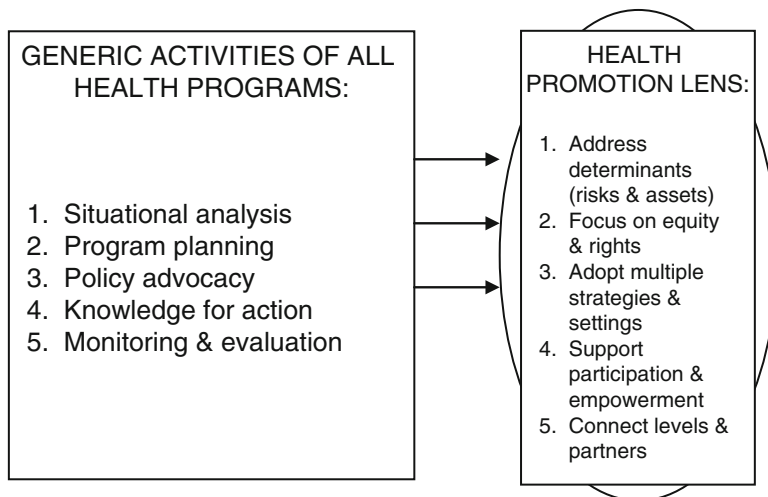 GENERIC ACTIVITIES OF ALL
HEALTH PROGRAMS:
1. Situational analysis
2. Program planning
3. Policy advocacy
4. Knowledge for action
5. Monitoring & evaluation
HEALTH
PROMOTION LENS:
1. Address
determinants
(risks & assets)
2. Focus on equity
& rights
3. Adopt multiple
strategies &
settings
4. Support
participation &
empowerment
5. Connect levels &
partners